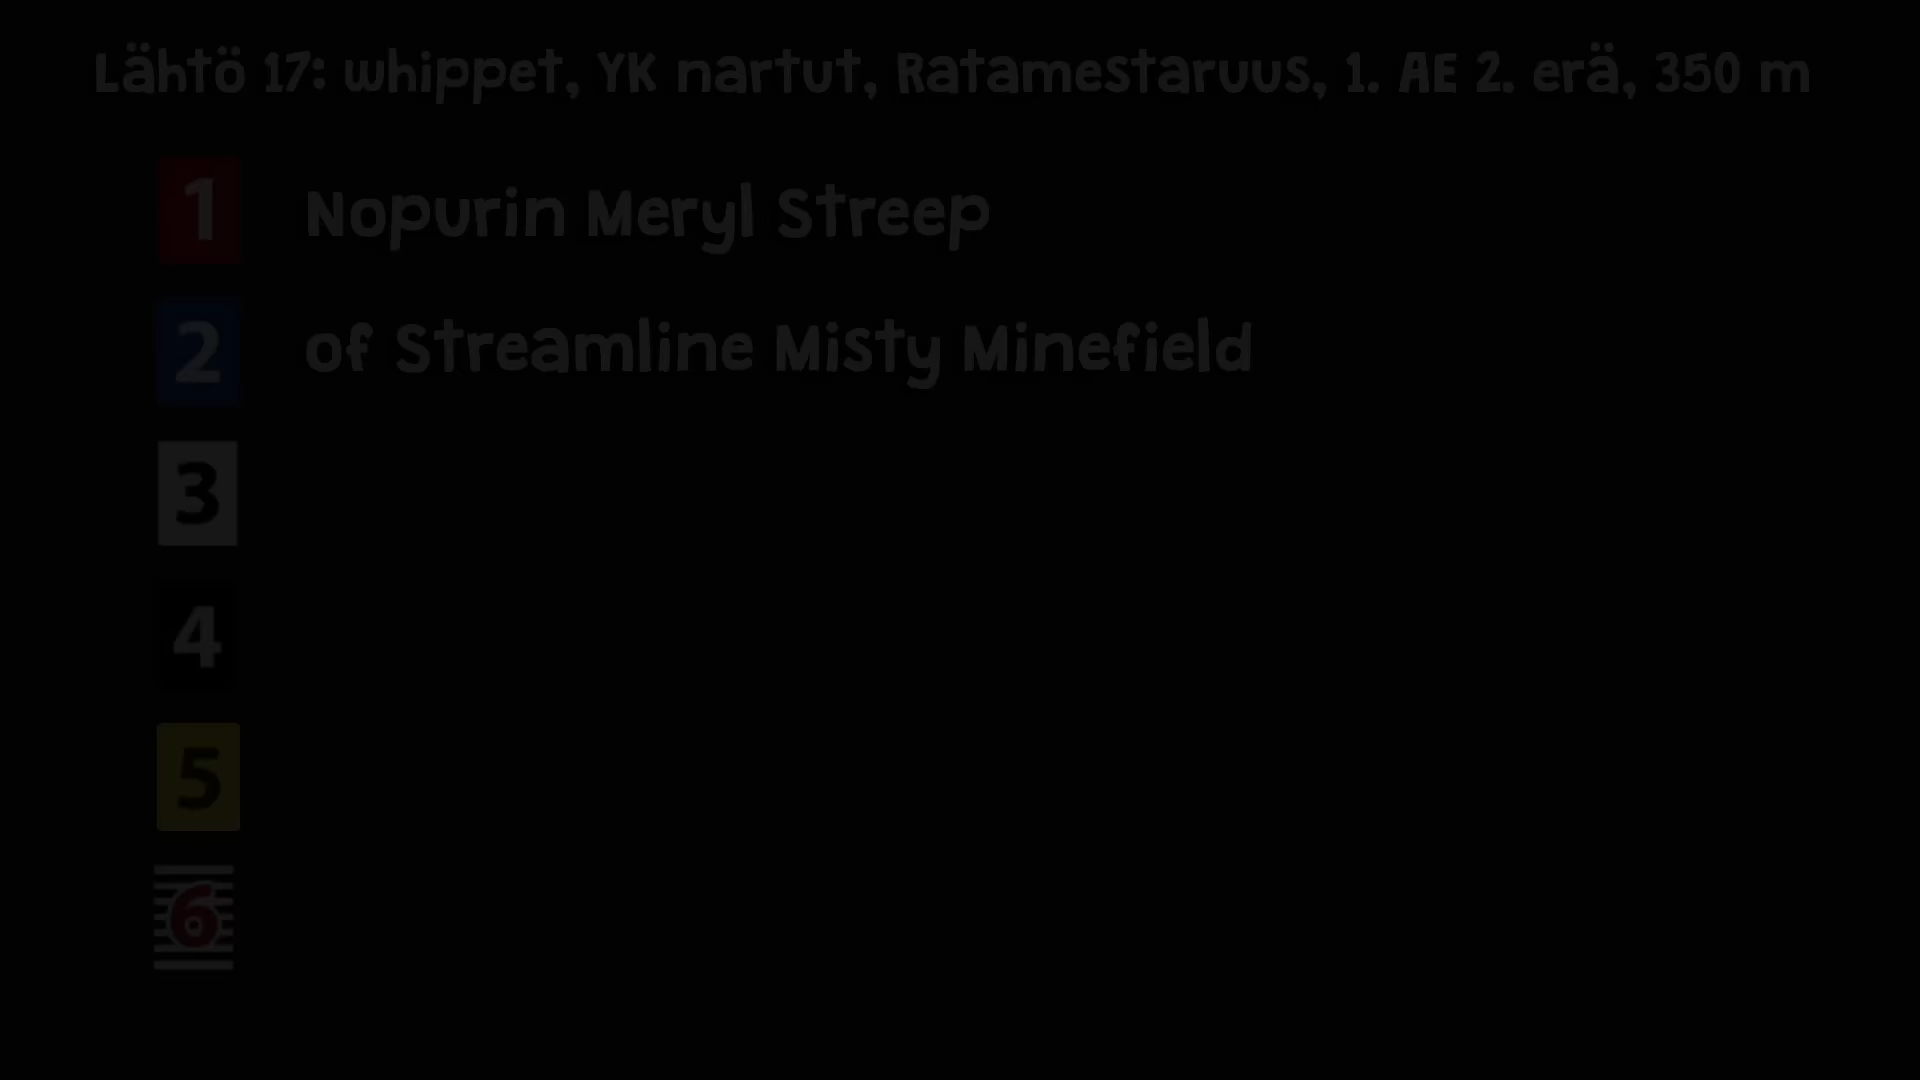 Lähtö 17: whippet, YK nartut, Ratamestaruus, 1. AE 2. erä, 350 m
1 Nopurin Meryl Streep
2 of Streamline Misty Minefield
3
4
5
6